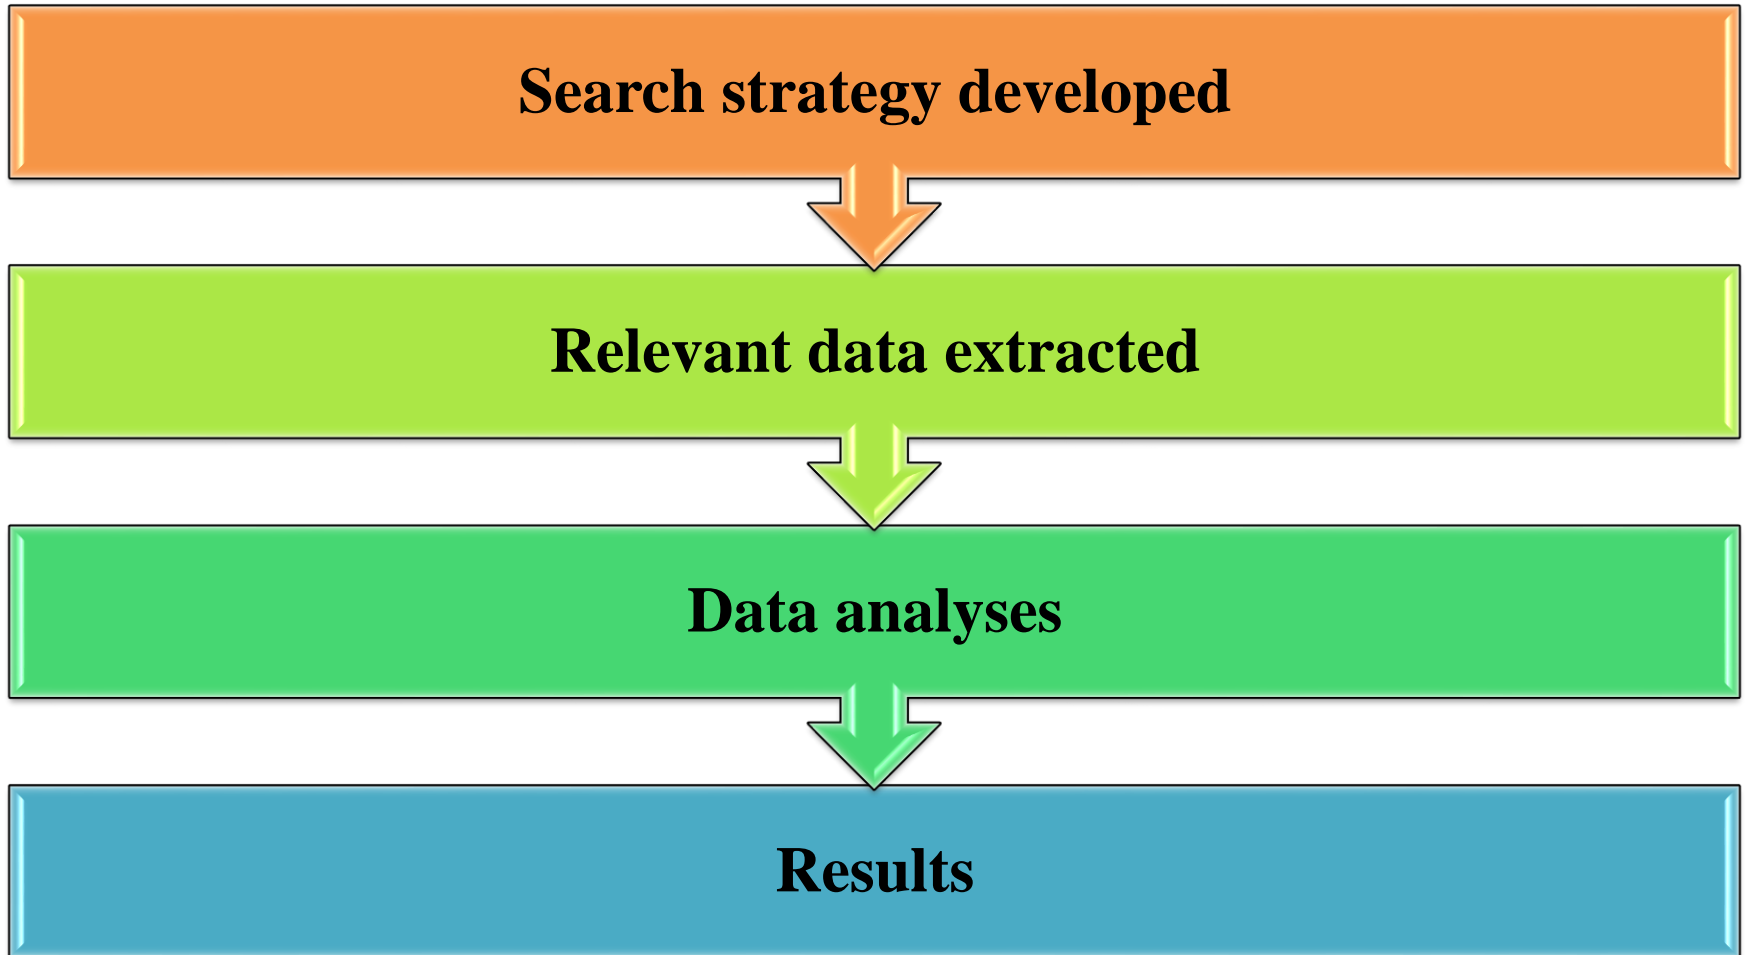 Search strategy developed
Relevant data extracted
Data analyses
Results